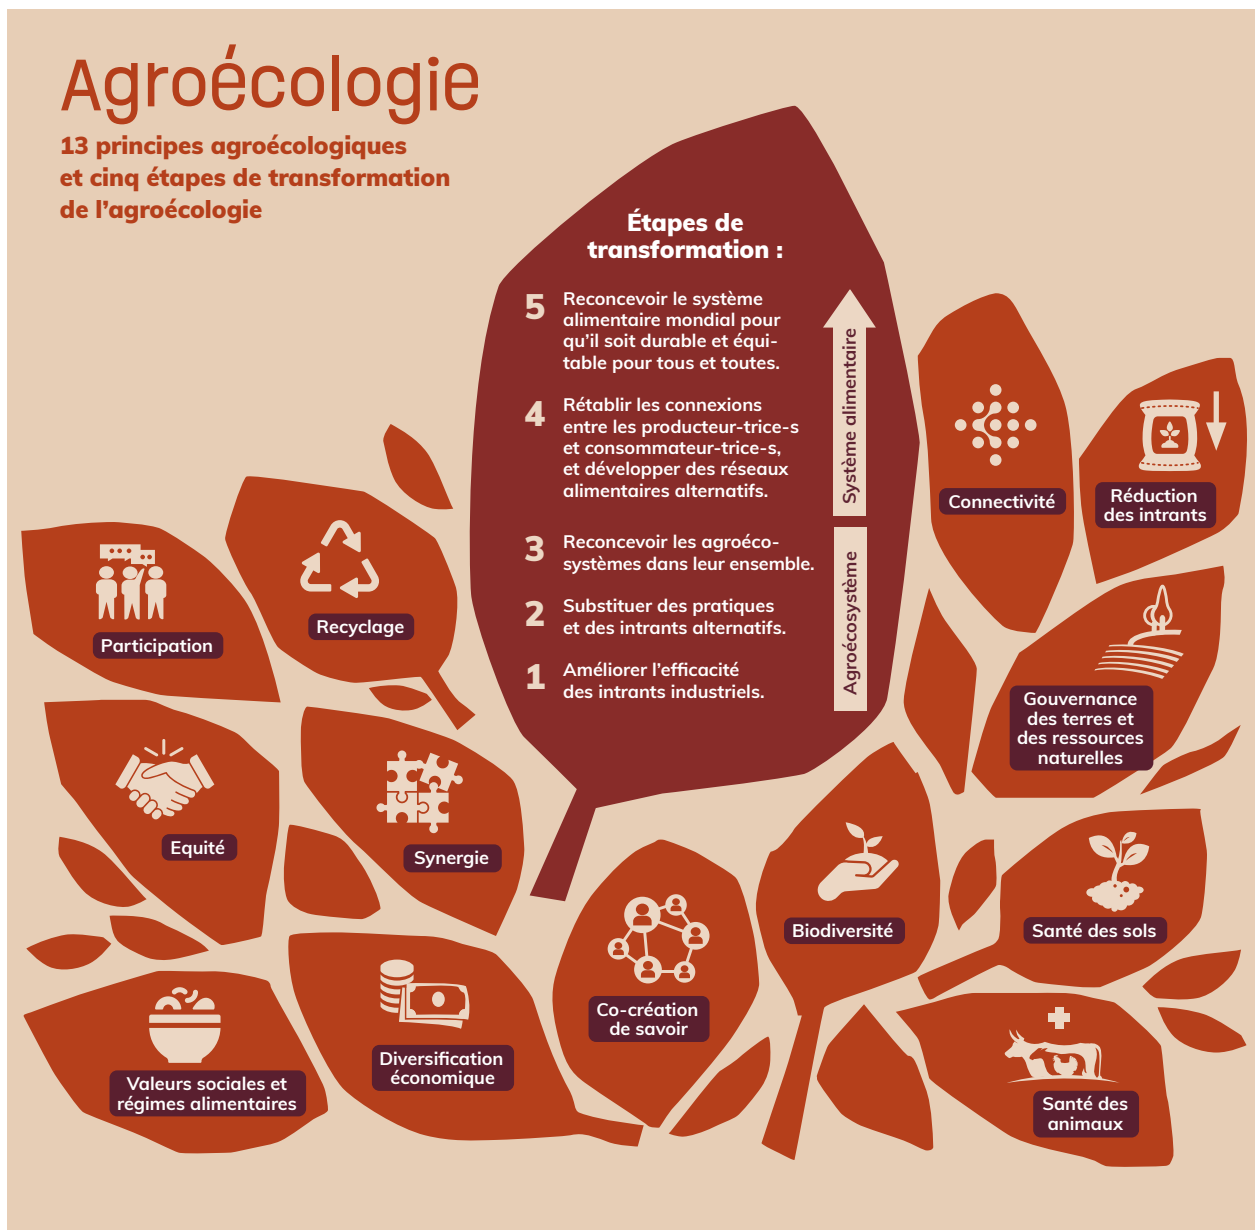 Agroécologie
13 principes agroécologiques
et cinq étapes de transformation
de l’agroécologie
Étapes de
transformation :
5 Reconcevoir le système
alimentaire mondial pour
qu’il soit durable et équi-
table pour tous et toutes.
4 Rétablir les connexions
entre les producteur-trice-s
et consommateur-trice-s,
et développer des réseaux
alimentaires alternatifs.
3 Reconcevoir les agroéco-
systèmes dans leur ensemble.
2 Substituer des pratiques
et des intrants alternatifs.
1 Améliorer l’efficacité
des intrants industriels.
Système alimentaire
Agroécosystème
Connectivité
Réduction
des intrants
Participation
Recyclage
Gouvernance
des terres et
des ressources
naturelles
Equité
Synergie
Biodiversité
Santé des sols
Co-création
de savoir
Diversification
économique
Valeurs sociales et
régimes alimentaires
Santé des
animaux